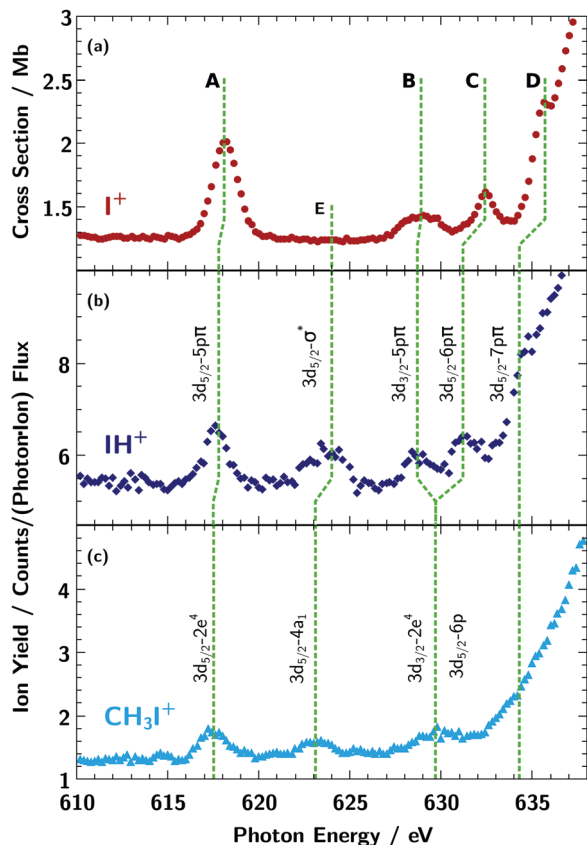 3
(a)
A
B
C
D
2.5
2
E
1.5
I⁺
Cross Section / Mb
(b)
8
3d₅/₂-5pπ
3d₅/₂-σ*
3d₃/₂-5pπ
3d₅/₂-6pπ
3d₅/₂-7pπ
IH⁺
6
Ion Yield / Counts/(Photon·Ion) Flux
(c)
4
3
3d₅/₂-2e⁴
3d₅/₂-4a₁
3d₃/₂-2e⁴
3d₅/₂-6p
CH₃I⁺
2
1
610 615 620 625 630 635
Photon Energy / eV